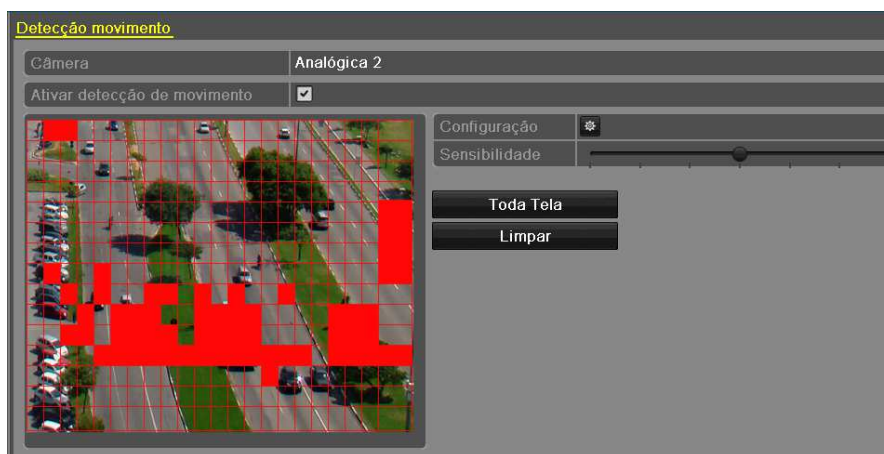 Detecção movimento
Câmera Analógica 2
Ativar detecção de movimento
Configuração
Sensibilidade
Toda Tela
Limpar